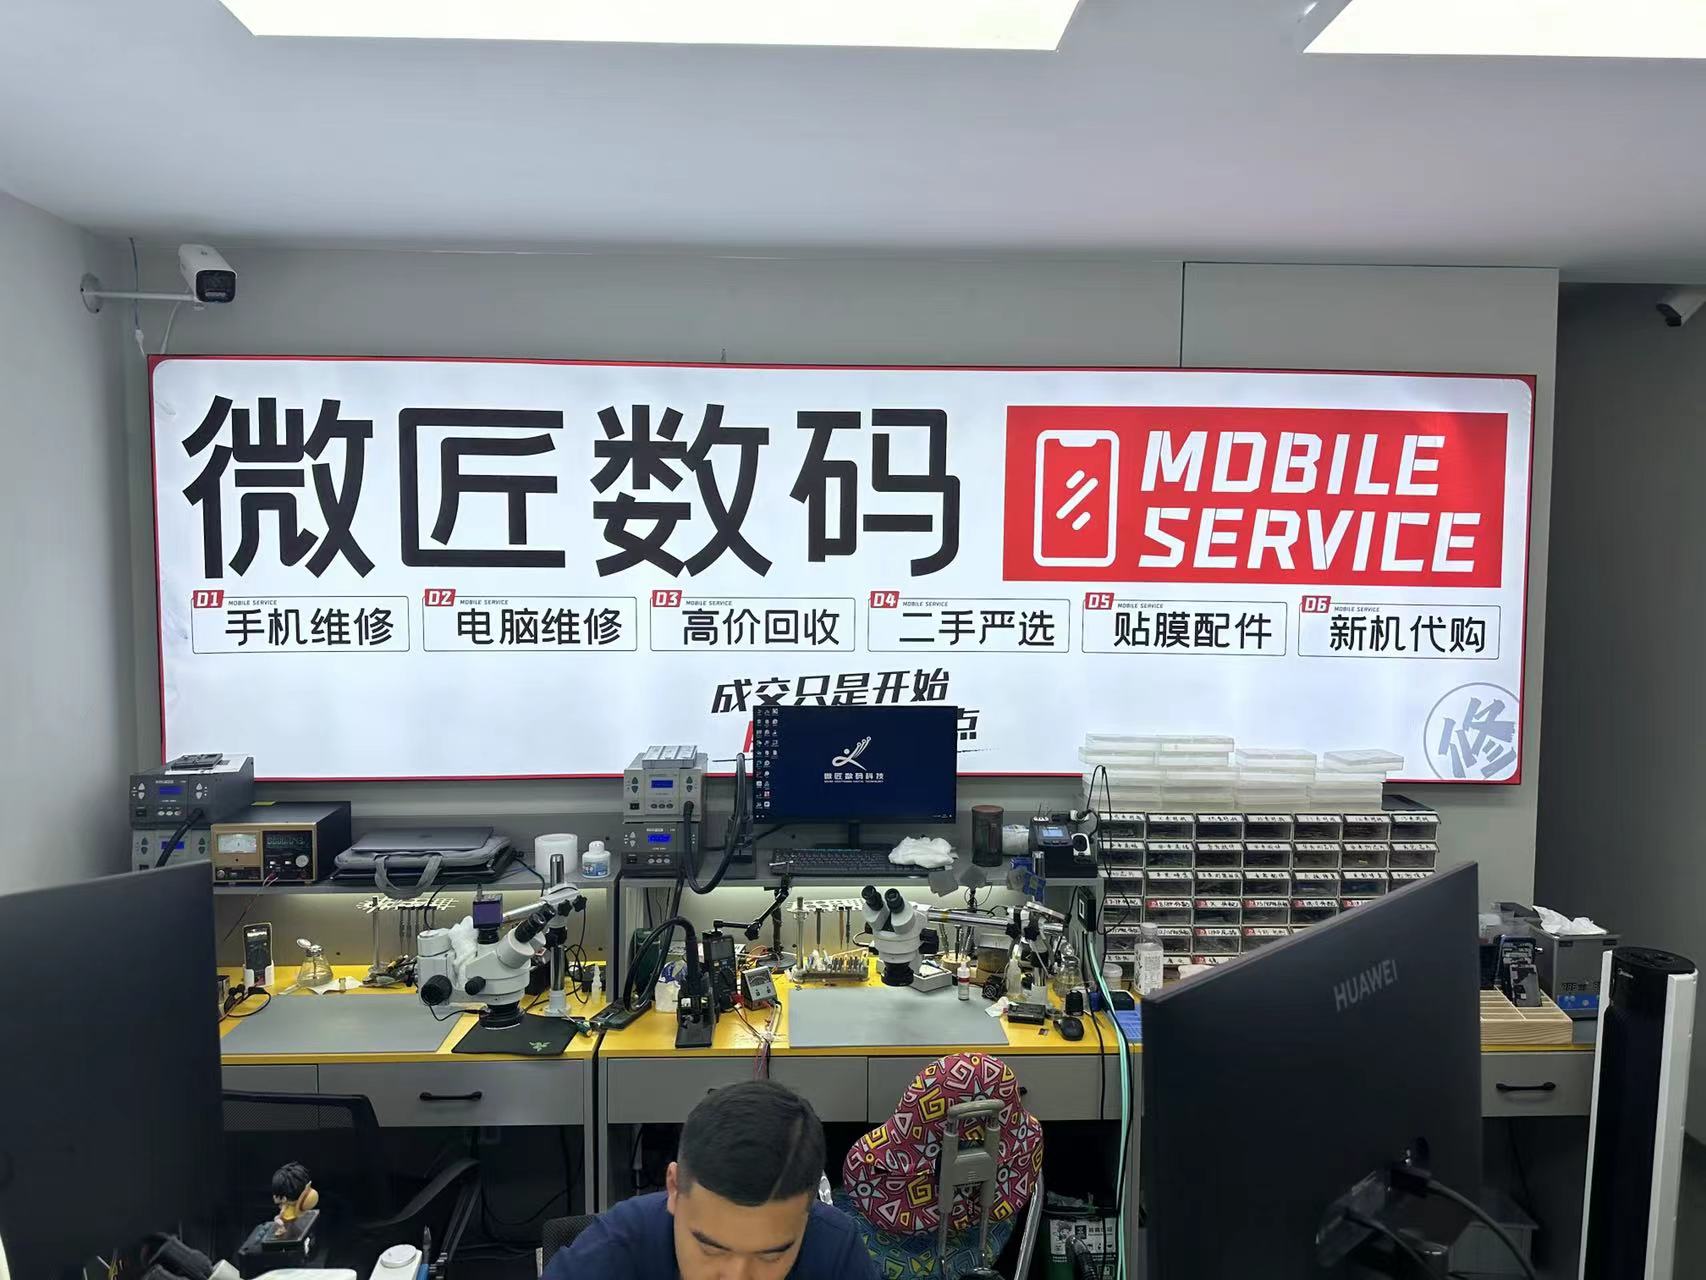 微匠数码
MOBILE
SERVICE
01 MOBILE SERVICE
手机维修
02 MOBILE SERVICE
电脑维修
03 MOBILE SERVICE
高价回收
04 MOBILE SERVICE
二手严选
05 MOBILE SERVICE
贴膜配件
06 MOBILE SERVICE
新机代购
成交只是开始
点
修
微匠数码科技
HUAWEI